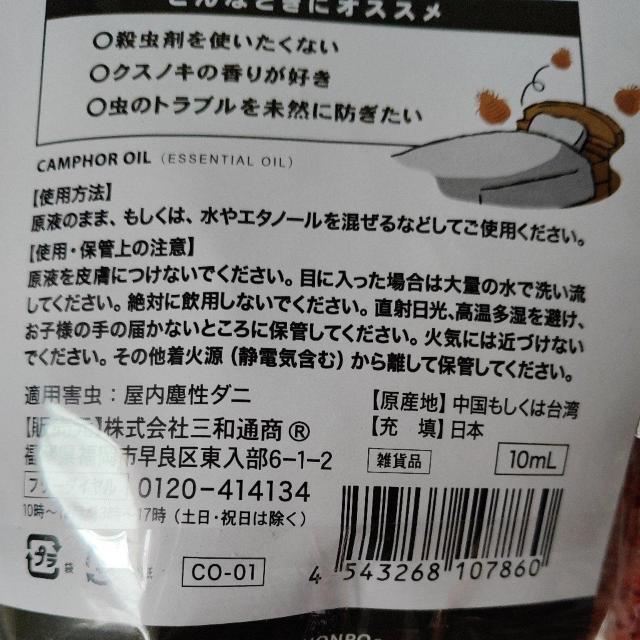 こんなときにオススメ
〇殺虫剤を使いたくない
〇クスノキの香りが好き
〇虫のトラブルを未然に防ぎたい
CAMPHOR OIL（ESSENTIAL OIL）
【使用方法】
原液のまま、もしくは、水やエタノールを混ぜるなどしてご使用ください。
【使用・保管上の注意】
原液を皮膚につけないでください。目に入った場合は大量の水で洗い流
してください。絶対に飲用しないでください。直射日光、高温多湿を避け、
お子様の手の届かないところに保管してください。火気には近づけない
でください。その他着火源（静電気含む）から離して保管してください。
適用害虫：屋内塵性ダニ
【原産地】中国もしくは台湾
株式会社三和通商®
【充　填】日本
市早良区東入部6-1-2
雑貨品
10mL
フリーダイヤル 0120-414134
10時〜 17時（土日・祝日は除く）
プラ 袋
紙
CO-01
4 543268 107860